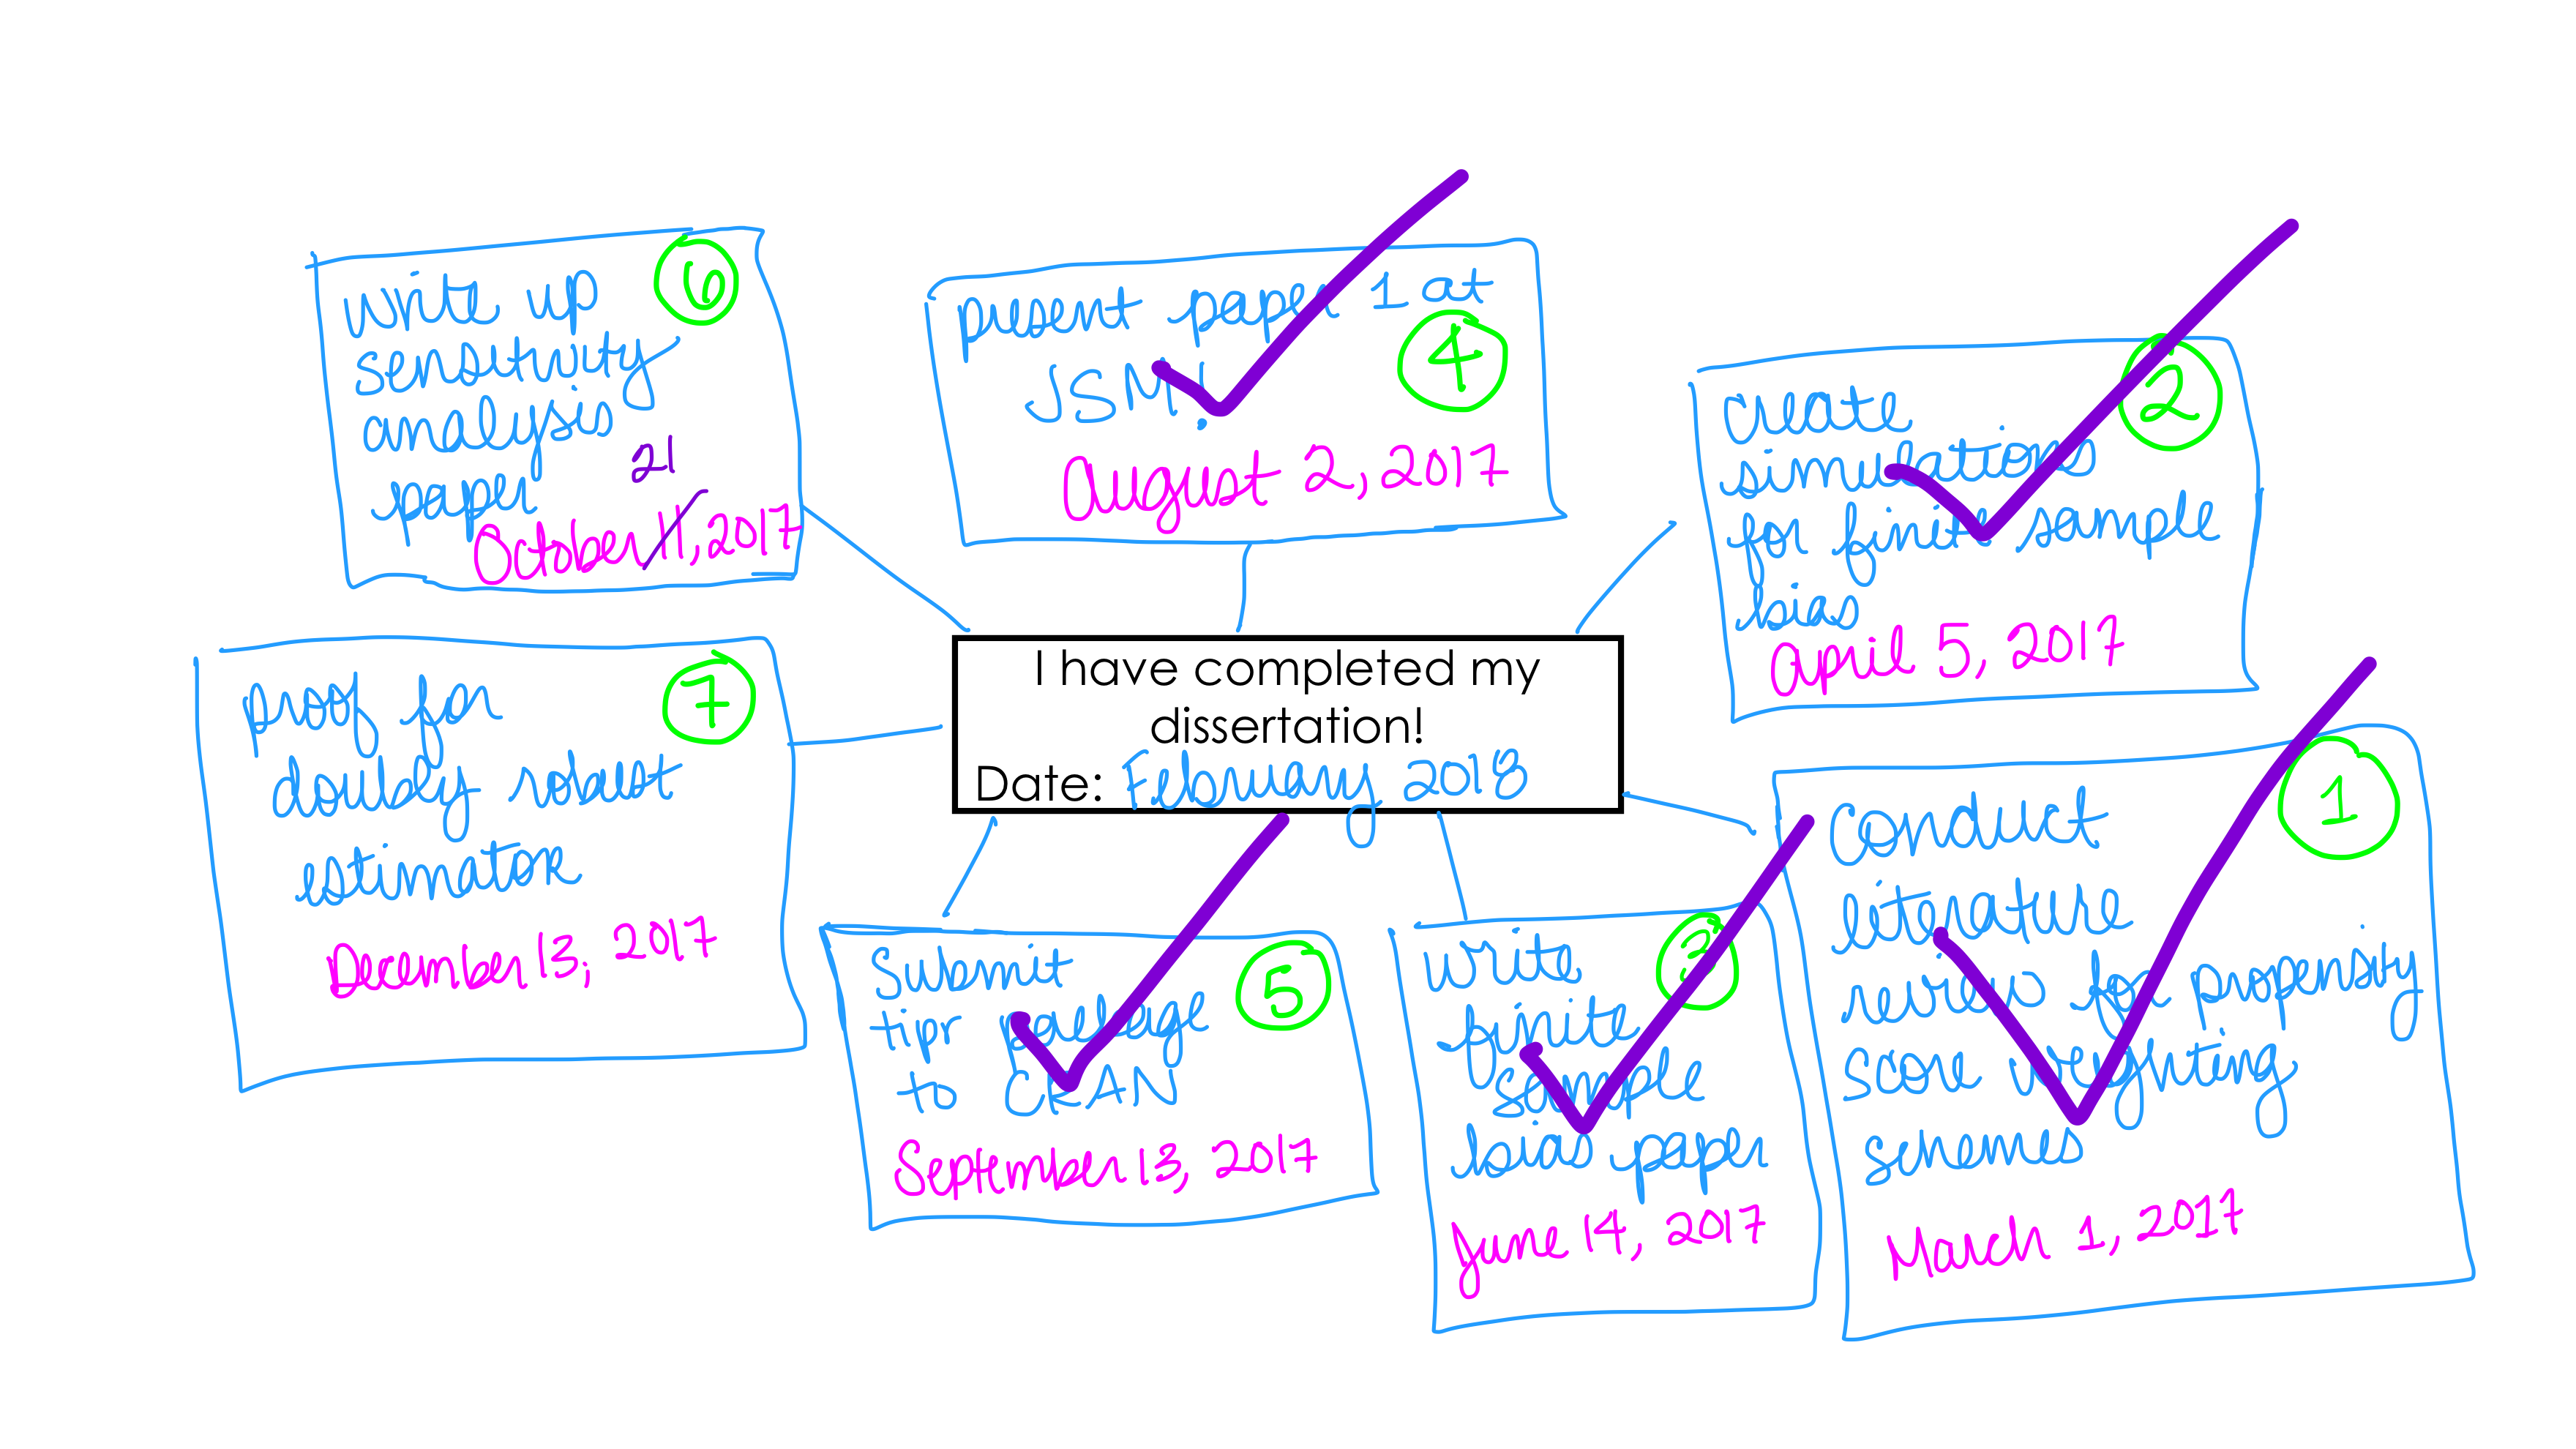 write up
sensitivity
analysis
paper
21
October 11, 2017
6
present paper 1 at
JSM!
4
August 2, 2017
create
simulations
for finite sample
bias
2
April 5, 2017
I have completed my
dissertation!
Date: February 2018
proof for
doubly robust
estimator
7
December 13, 2017
Submit
tipr package
to CRAN
5
September 13, 2017
write
finite
sample
bias paper
3
June 14, 2017
Conduct
literature
review for propensity
score weighting
schemes
1
March 1, 2017